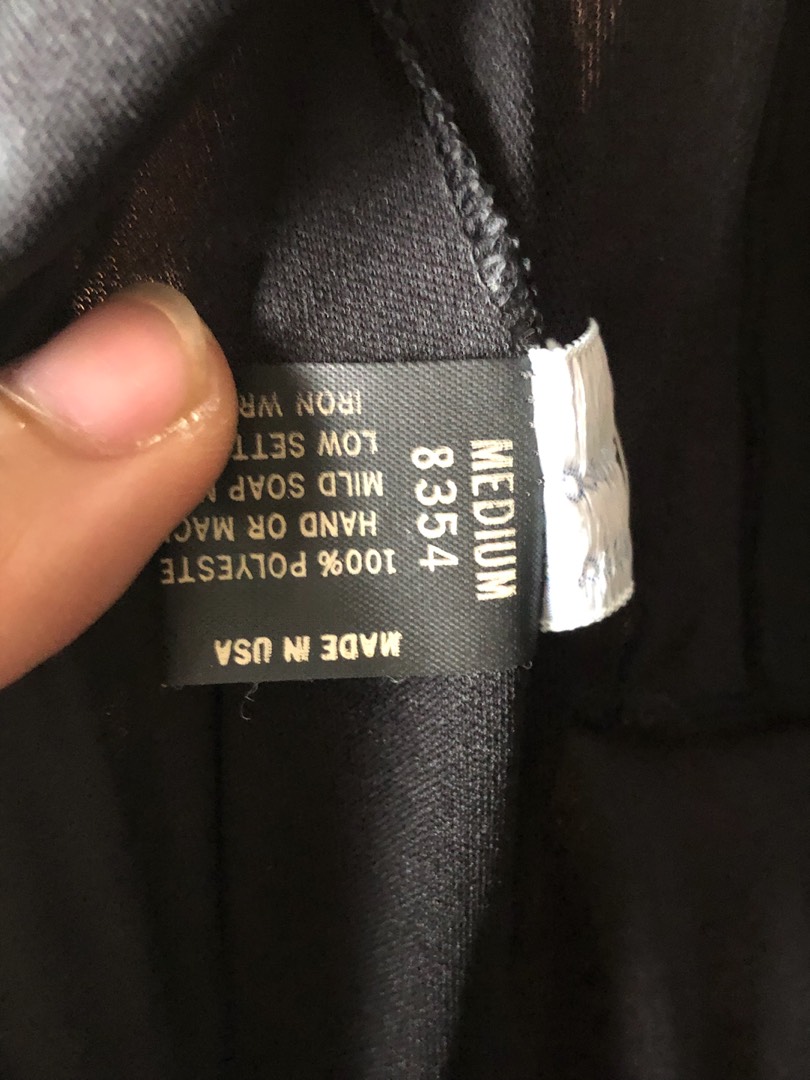 MEDIUM
8354
MADE IN USA
100% POLYESTE
HAND OR MAC
MILD SOAP
LOW SETT
IRON WR